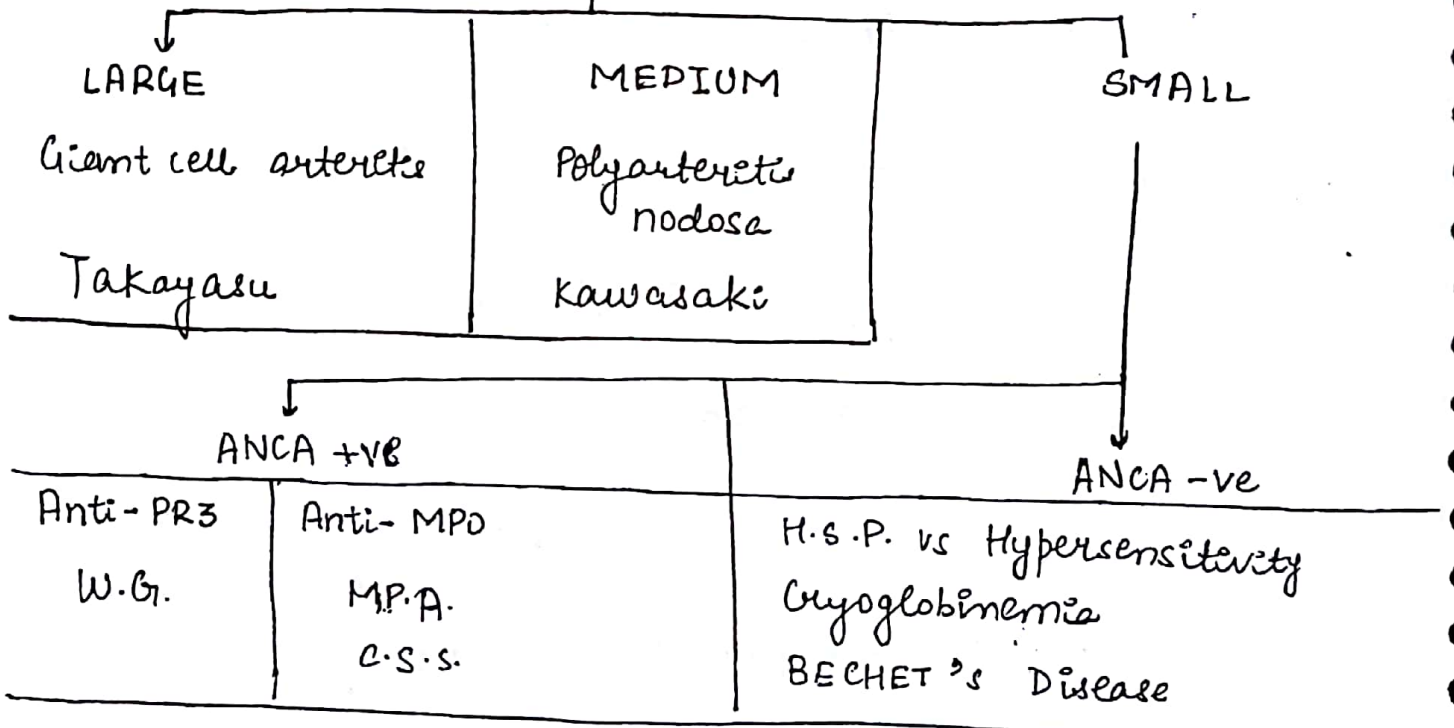 LARGE
MEDIUM
SMALL
Giant cell arteritis
Polyarteritis
nodosa
Takayasu
Kawasaki
ANCA +ve
ANCA -ve
Anti-PR3
Anti-MPO
H.S.P. vs Hypersensitivity
W.G.
M.P.A.
Cryoglobinemia
C.S.S.
BECHET's Disease